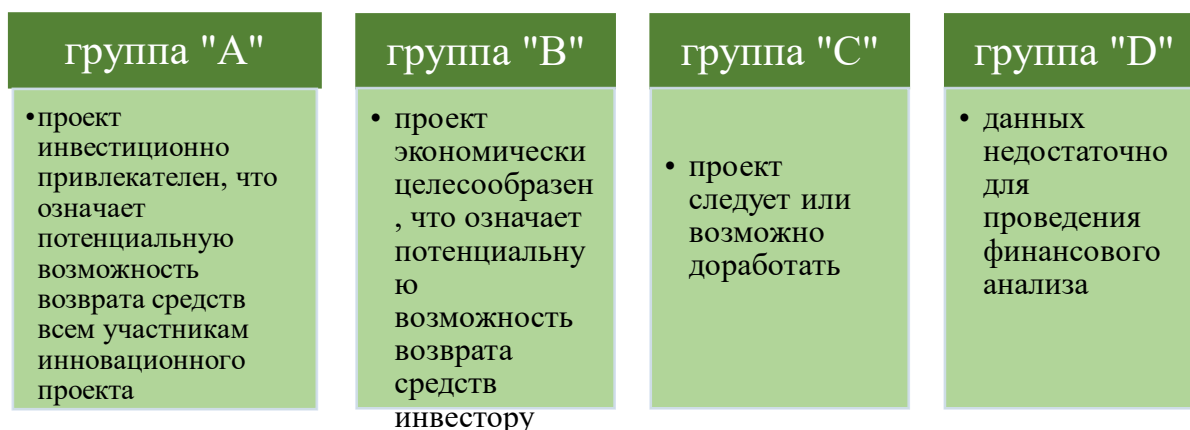 группа "A"
•проект
инвестиционно
привлекателен, что
означает
потенциальную
возможность
возврата средств
всем участникам
инновационного
проекта
группа "B"
• проект
экономически
целесообразен
, что означает
потенциальну
ю
возможность
возврата
средств
инвестору
группа "C"
• проект
следует или
возможно
доработать
группа "D"
• данных
недостаточно
для
проведения
финансового
анализа